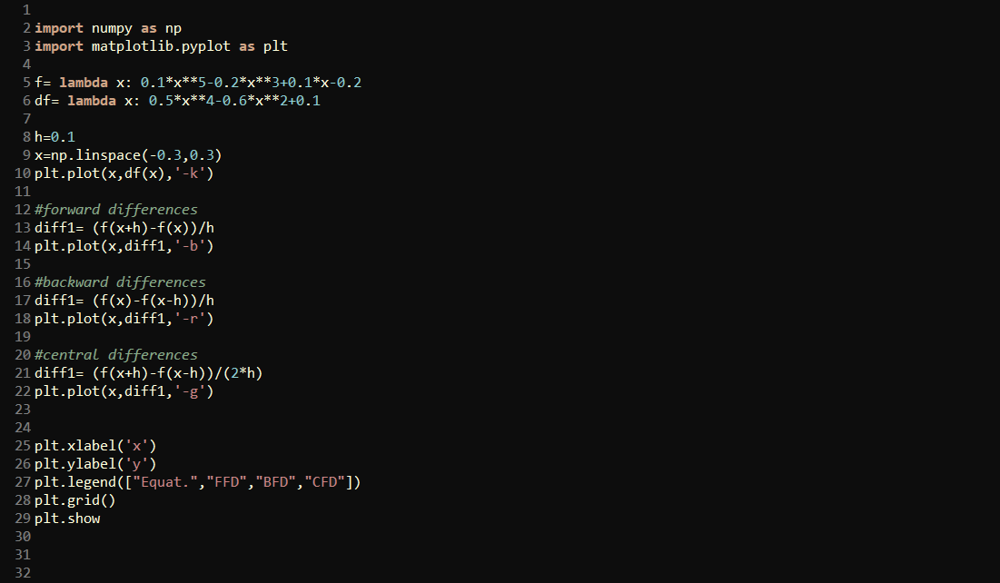 1
2 import numpy as np
3 import matplotlib.pyplot as plt
4
5 f= lambda x: 0.1*x**5-0.2*x**3+0.1*x-0.2
6 df= lambda x: 0.5*x**4-0.6*x**2+0.1
7
8 h=0.1
9 x=np.linspace(-0.3,0.3)
10 plt.plot(x,df(x),'-k')
11
12 #forward differences
13 diff1= (f(x+h)-f(x))/h
14 plt.plot(x,diff1,'-b')
15
16 #backward differences
17 diff1= (f(x)-f(x-h))/h
18 plt.plot(x,diff1,'-r')
19
20 #central differences
21 diff1= (f(x+h)-f(x-h))/(2*h)
22 plt.plot(x,diff1,'-g')
23
24
25 plt.xlabel('x')
26 plt.ylabel('y')
27 plt.legend(["Equat.","FFD","BFD","CFD"])
28 plt.grid()
29 plt.show
30
31
32